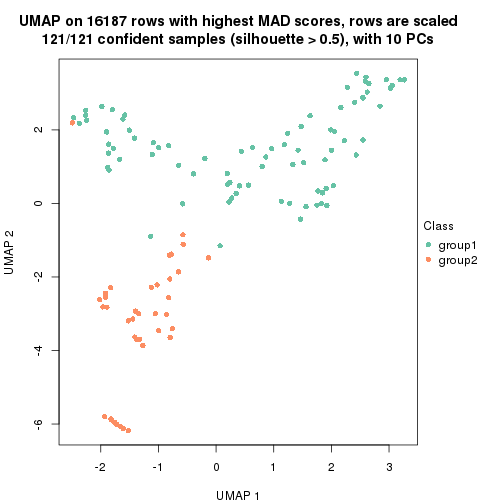 UMAP on 16187 rows with highest MAD scores, rows are scaled
121/121 confident samples (silhouette > 0.5), with 10 PCs
2
0
-2
-4
-6
UMAP 2
-2 -1 0 1 2 3
UMAP 1
Class
group1
group2